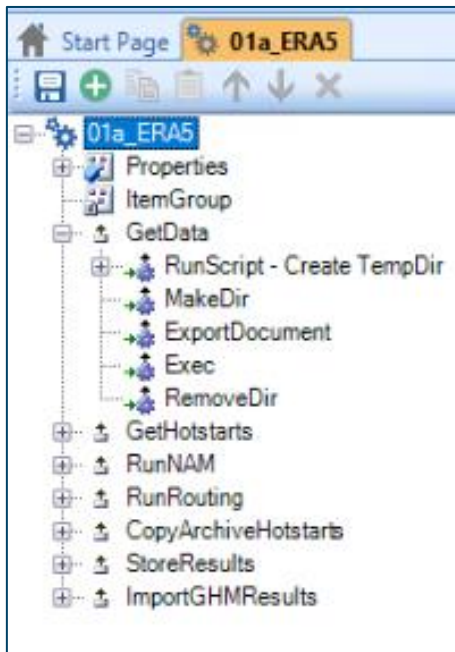 Start Page 01a_ERA5
01a_ERA5
Properties
ItemGroup
GetData
RunScript - Create TempDir
MakeDir
ExportDocument
Exec
RemoveDir
GetHotstarts
RunNAM
RunRouting
CopyArchiveHotstarts
StoreResults
ImportGHMResults